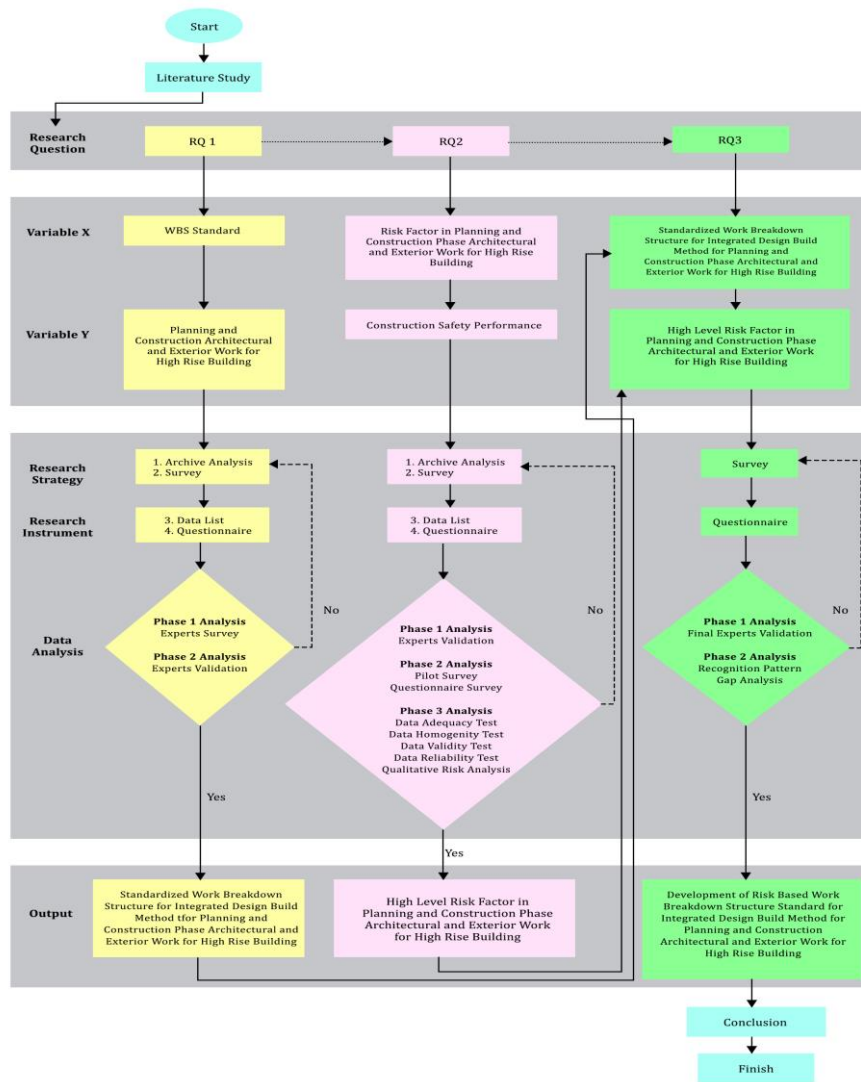 Start
Literature Study
Research
Question
RQ 1
RQ2
RQ3
Variable X
WBS Standard
Risk Factor in Planning and
Construction Phase Architectural
and Exterior Work for High Rise
Building
Standardized Work Breakdown
Structure for Integrated Design Build
Method for Planning and
Construction Phase Architectural and
Exterior Work for High Rise Building
Variable Y
Planning and
Construction Architectural
and Exterior Work for
High Rise Building
Construction Safety Performance
High Level Risk Factor in
Planning and Construction Phase
Architectural and Exterior Work
for High Rise Building
Research
Strategy
1. Archive Analysis
2. Survey
1. Archive Analysis
2. Survey
Survey
Research
Instrument
3. Data List
4. Questionnaire
3. Data List
4. Questionnaire
Questionnaire
Data
Analysis
Phase 1 Analysis
Experts Survey
Phase 2 Analysis
Experts Validation
No
Yes
Phase 1 Analysis
Experts Validation
Phase 2 Analysis
Pilot Survey
Questionnaire Survey
Phase 3 Analysis
Data Adequacy Test
Data Homogenity Test
Data Validity Test
Data Reliability Test
Qualitative Risk Analysis
No
Yes
Phase 1 Analysis
Final Experts Validation
Phase 2 Analysis
Recognition Pattern
Gap Analysis
No
Yes
Output
Standardized Work Breakdown
Structure for Integrated Design Build
Method tfor Planning and
Construction Phase Architectural and
Exterior Work for High Rise Building
High Level Risk Factor in
Planning and Construction Phase
Architectural and Exterior Work
for High Rise Building
Development of Risk Based Work
Breakdown Structure Standard for
Integrated Design Build Method for
Planning and Construction
Architectural and Exterior Work for
High Rise Building
Conclusion
Finish